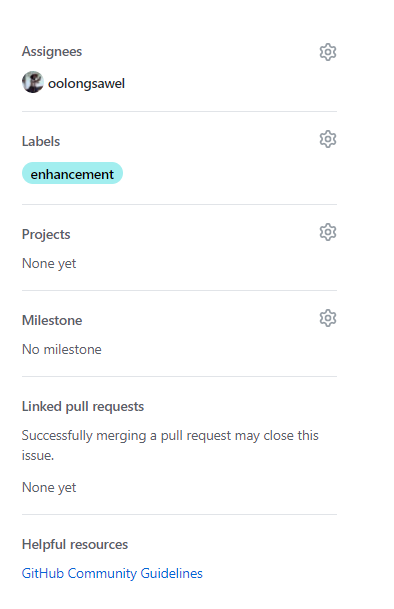 Assignees
oolongsawel
Labels
enhancement
Projects
None yet
Milestone
No milestone
Linked pull requests
Successfully merging a pull request may close this
issue.
None yet
Helpful resources
GitHub Community Guidelines